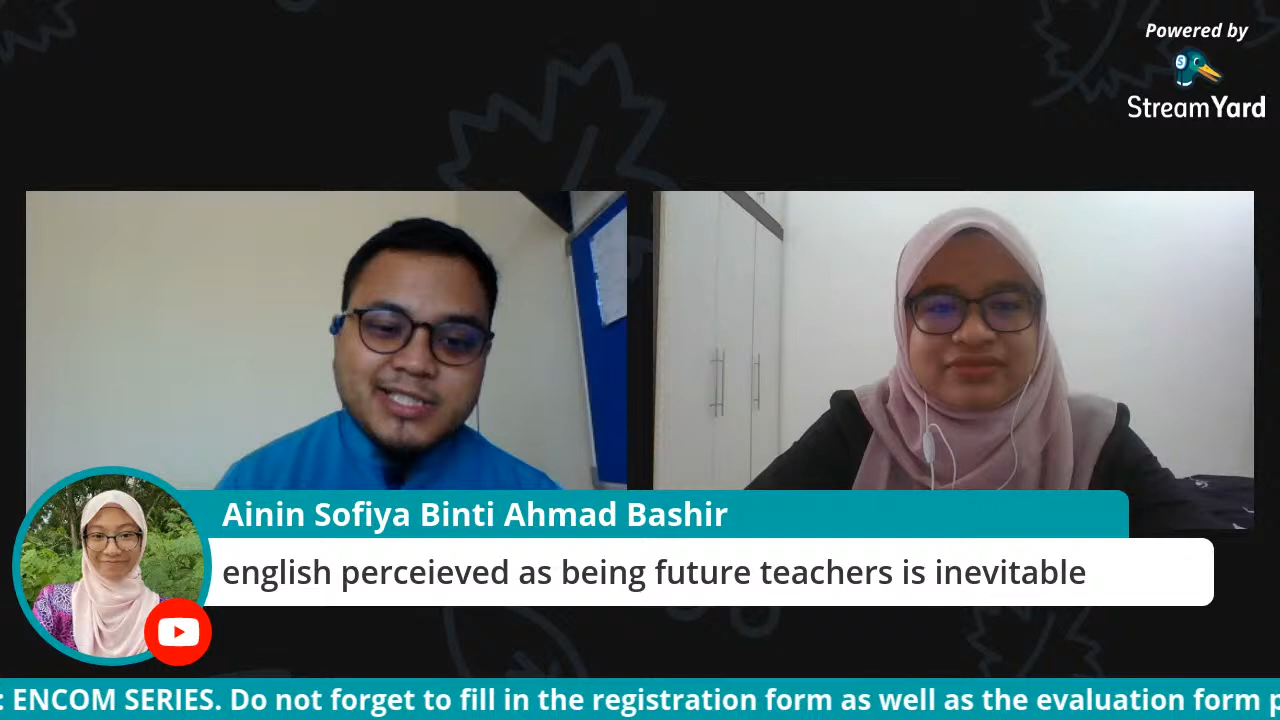 Powered by
StreamYard
Ainin Sofiya Binti Ahmad Bashir
english perceieved as being future teachers is inevitable
: ENCOM SERIES. Do not forget to fill in the registration form as well as the evaluation form p